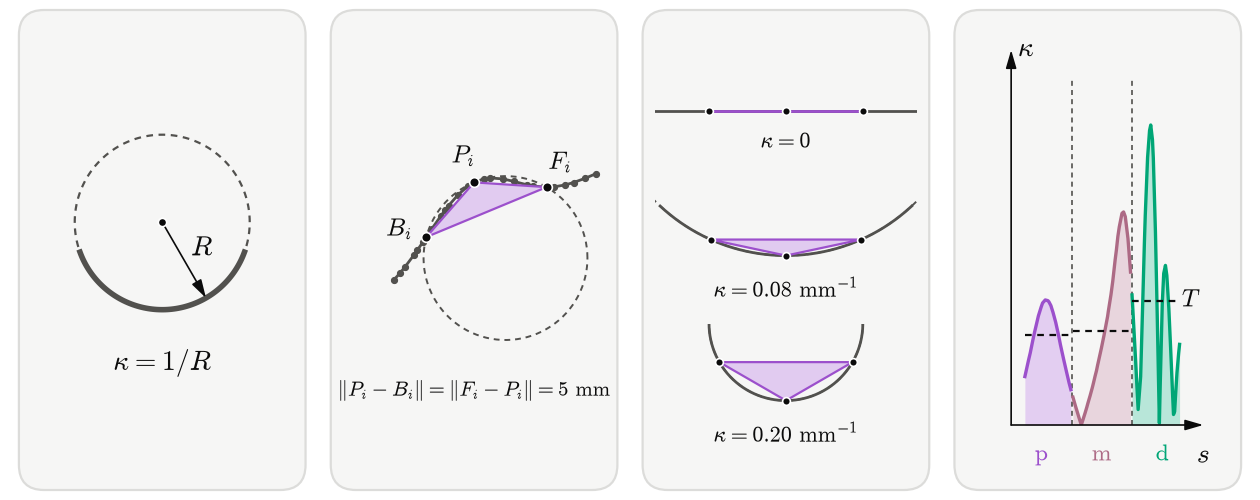 R
κ = 1/R
P_i
F_i
B_i
‖P_i − B_i‖ = ‖F_i − P_i‖ = 5 mm
κ = 0
κ = 0.08 mm⁻¹
κ = 0.20 mm⁻¹
κ
T
p m d s